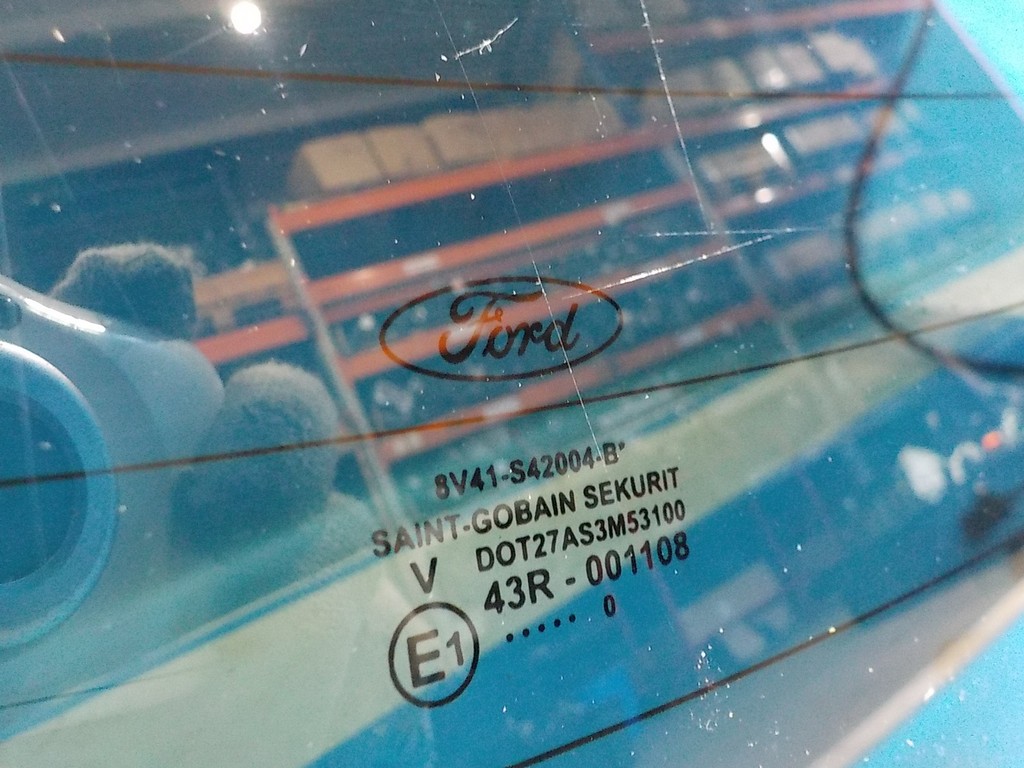 Ford
8V41-S42004-B*
SAINT-GOBAIN SEKURIT
V DOT27AS3M53100
43R - 001108
E1 ..... 0